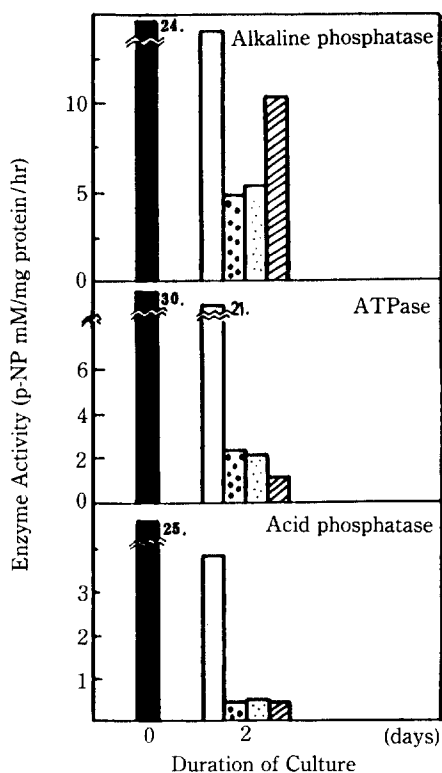 Enzyme Activity (p-NP mM/mg protein/hr)
24.
Alkaline phosphatase
10
5
0
30.
21.
ATPase
6
4
2
0
25.
Acid phosphatase
3
2
1
0 2 (days)
Duration of Culture